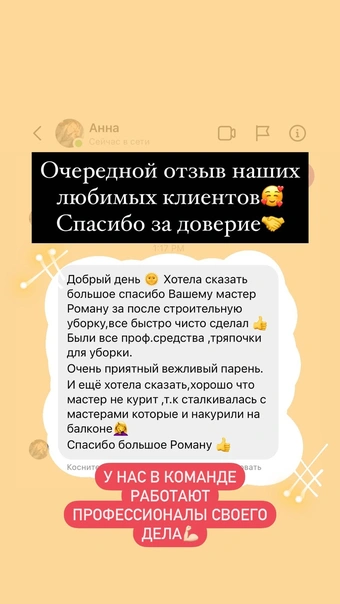 Анна
Сейчас в сети
Очередной отзыв наших
любимых клиентов🥰
Спасибо за доверие🤝
Добрый день 🌝 Хотела сказать
большое спасибо Вашему мастер
Роману за после строительную
уборку,все быстро чисто сделал 👍
Были все проф.средства ,тряпочки
для уборки.
Очень приятный вежливый парень.
И ещё хотела сказать,хорошо что
мастер не курит ,т.к сталкивалась с
мастерами которые и накурили на
балконе🤦‍♀️
Спасибо большое Роману 👍
У НАС В КОМАНДЕ
РАБОТАЮТ
ПРОФЕССИОНАЛЫ СВОЕГО
ДЕЛА💪🏻